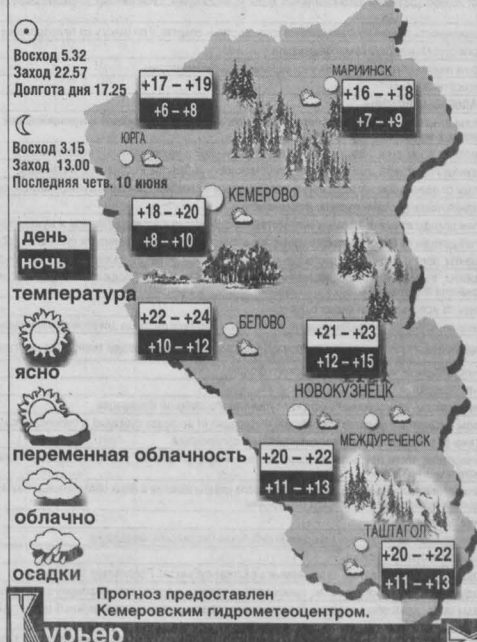 Восход 5.32
Заход 22.57
Долгота дня 17.25
Восход 3.15
Заход 13.00
Последняя четв. 10 июня
+17 – +19
+6 – +8
ЮРГА
МАРИИНСК
+16 – +18
+7 – +9
КЕМЕРОВО
+18 – +20
+8 – +10
день
ночь
температура
+22 – +24
+10 – +12
БЕЛОВО
+21 – +23
+12 – +15
ясно
НОВОКУЗНЕЦК
МЕЖДУРЕЧЕНСК
переменная облачность
+20 – +22
+11 – +13
облачно
ТАШТАГОЛ
+20 – +22
+11 – +13
осадки
Прогноз предоставлен
Кемеровским гидрометеоцентром.
Курьер